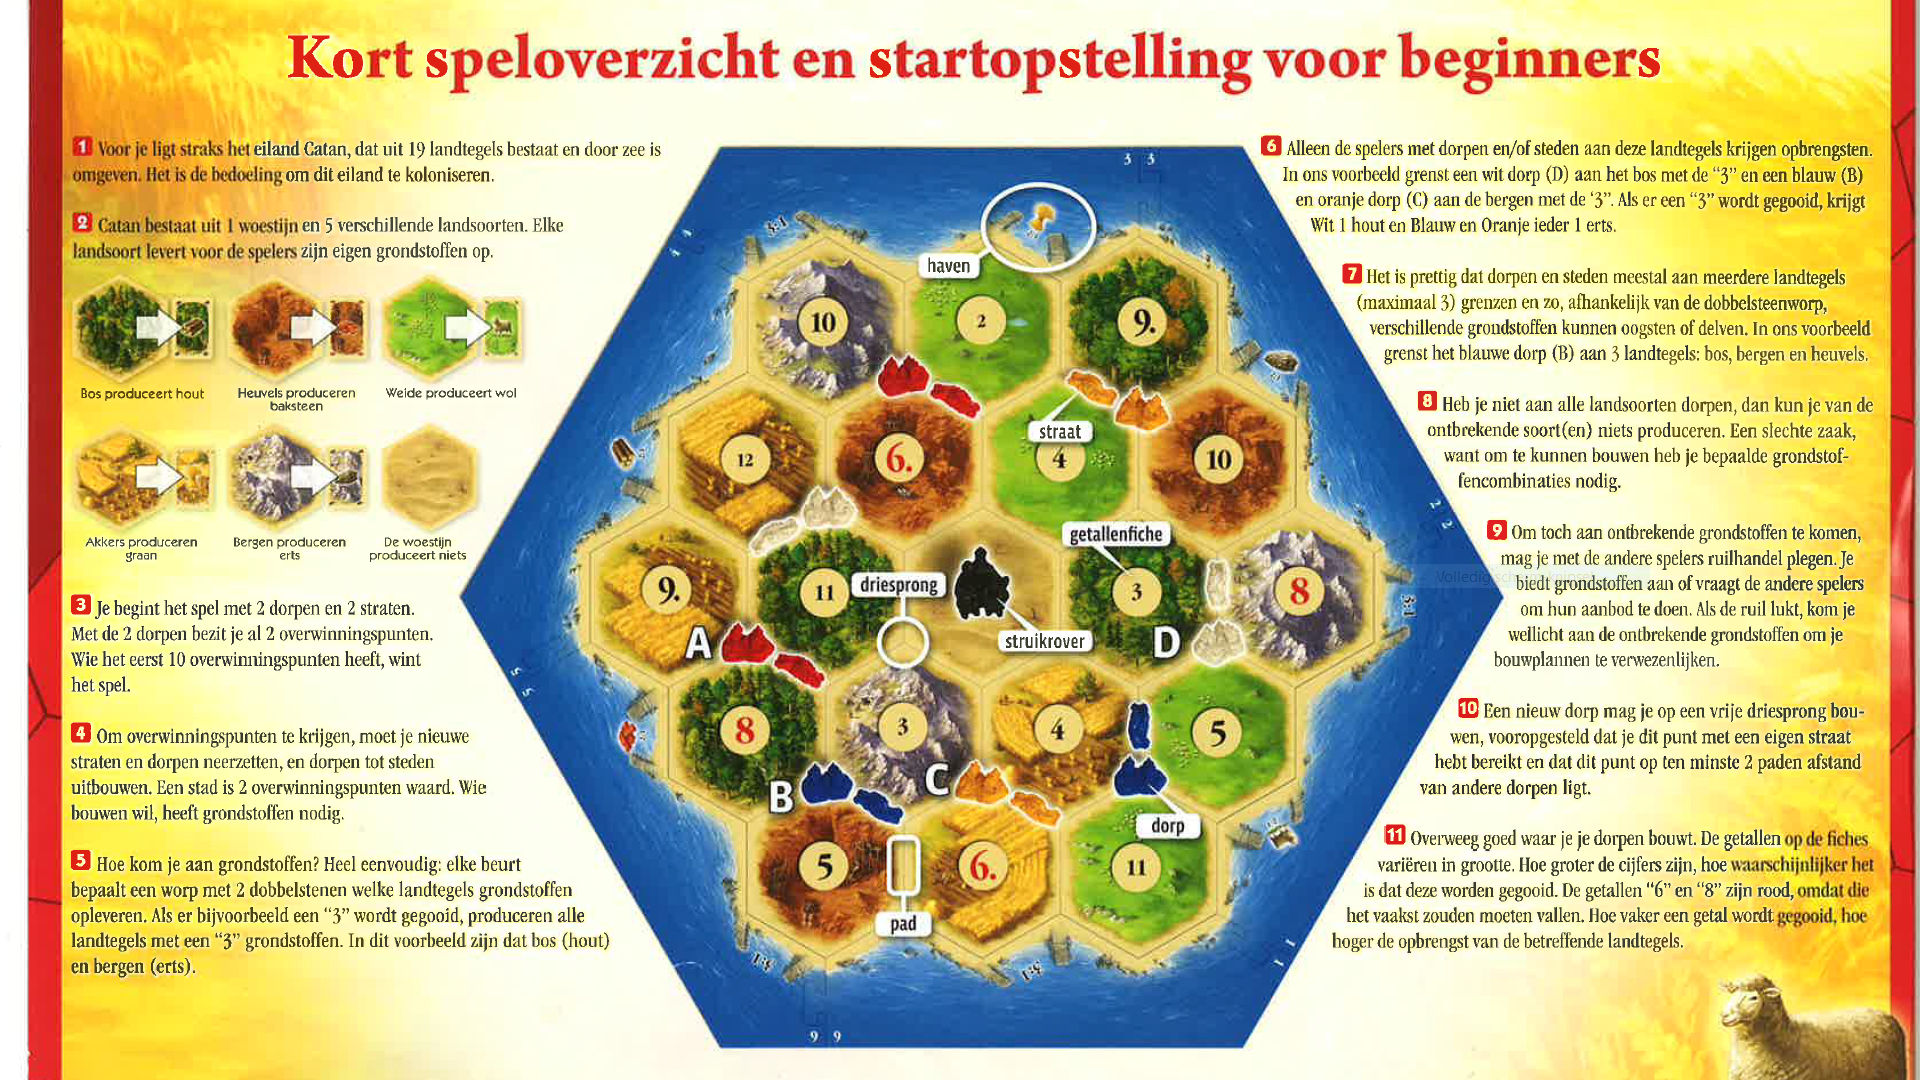 Kort speloverzicht en startopstelling voor beginners
1 Voor je ligt straks het eiland Catan, dat uit 19 landtegels bestaat en door zee is
omgeven. Het is de bedoeling om dit eiland te koloniseren.
2 Catan bestaat uit 1 woestijn en 5 verschillende landsoorten. Elke
landsoort levert voor de spelers zijn eigen grondstoffen op.
Bos produceert hout
Heuvels produceren
baksteen
Weide produceert wol
Akkers produceren
graan
Bergen produceren
erts
De woestijn
produceert niets
3 Je begint het spel met 2 dorpen en 2 straten.
Met de 2 dorpen bezit je al 2 overwinningspunten.
Wie het eerst 10 overwinningspunten heeft, wint
het spel.
4 Om overwinningspunten te krijgen, moet je nieuwe
straten en dorpen neerzetten, en dorpen tot steden
uitbouwen. Een stad is 2 overwinningspunten waard. Wie
bouwen wil, heeft grondstoffen nodig.
5 Hoe kom je aan grondstoffen? Heel eenvoudig: elke beurt
bepaalt een worp met 2 dobbelstenen welke landtegels grondstoffen
opleveren. Als er bijvoorbeeld een “3” wordt gegooid, produceren alle
landtegels met een “3” grondstoffen. In dit voorbeeld zijn dat bos (hout)
en bergen (erts).
3 3
3:1
4 4
haven
10
2
9.
straat
12
6.
4
10
2 2
getallenfiche
9.
11
driesprong
3
8
3:1
struikrover
A
D
5 5
8
3
4
5
B
C
dorp
5
6.
11
pad
3:1
3:1
1 1
9 9
6 Alleen de spelers met dorpen en/of steden aan deze landtegels krijgen opbrengsten.
In ons voorbeeld grenst een wit dorp (D) aan het bos met de “3” en een blauw (B)
en oranje dorp (C) aan de bergen met de ‘3”. Als er een “3” wordt gegooid, krijgt
Wit 1 hout en Blauw en Oranje ieder 1 erts.
7 Het is prettig dat dorpen en steden meestal aan meerdere landtegels
(maximaal 3) grenzen en zo, afhankelijk van de dobbelsteenworp,
verschillende grondstoffen kunnen oogsten of delven. In ons voorbeeld
grenst het blauwe dorp (B) aan 3 landtegels: bos, bergen en heuvels.
8 Heb je niet aan alle landsoorten dorpen, dan kun je van de
ontbrekende soort(en) niets produceren. Een slechte zaak,
want om te kunnen bouwen heb je bepaalde grondstof-
fencombinaties nodig.
9 Om toch aan ontbrekende grondstoffen te komen,
mag je met de andere spelers ruilhandel plegen. Je
biedt grondstoffen aan of vraagt de andere spelers
om hun aanbod te doen. Als de ruil lukt, kom je
wellicht aan de ontbrekende grondstoffen om je
bouwplannen te verwezenlijken.
10 Een nieuw dorp mag je op een vrije driesprong bou-
wen, vooropgesteld dat je dit punt met een eigen straat
hebt bereikt en dat dit punt op ten minste 2 paden afstand
van andere dorpen ligt.
11 Overweeg goed waar je je dorpen bouwt. De getallen op de fiches
variëren in grootte. Hoe groter de cijfers zijn, hoe waarschijnlijker het
is dat deze worden gegooid. De getallen “6” en “8” zijn rood, omdat die
het vaakst zouden moeten vallen. Hoe vaker een getal wordt gegooid, hoe
hoger de opbrengst van de betreffende landtegels.